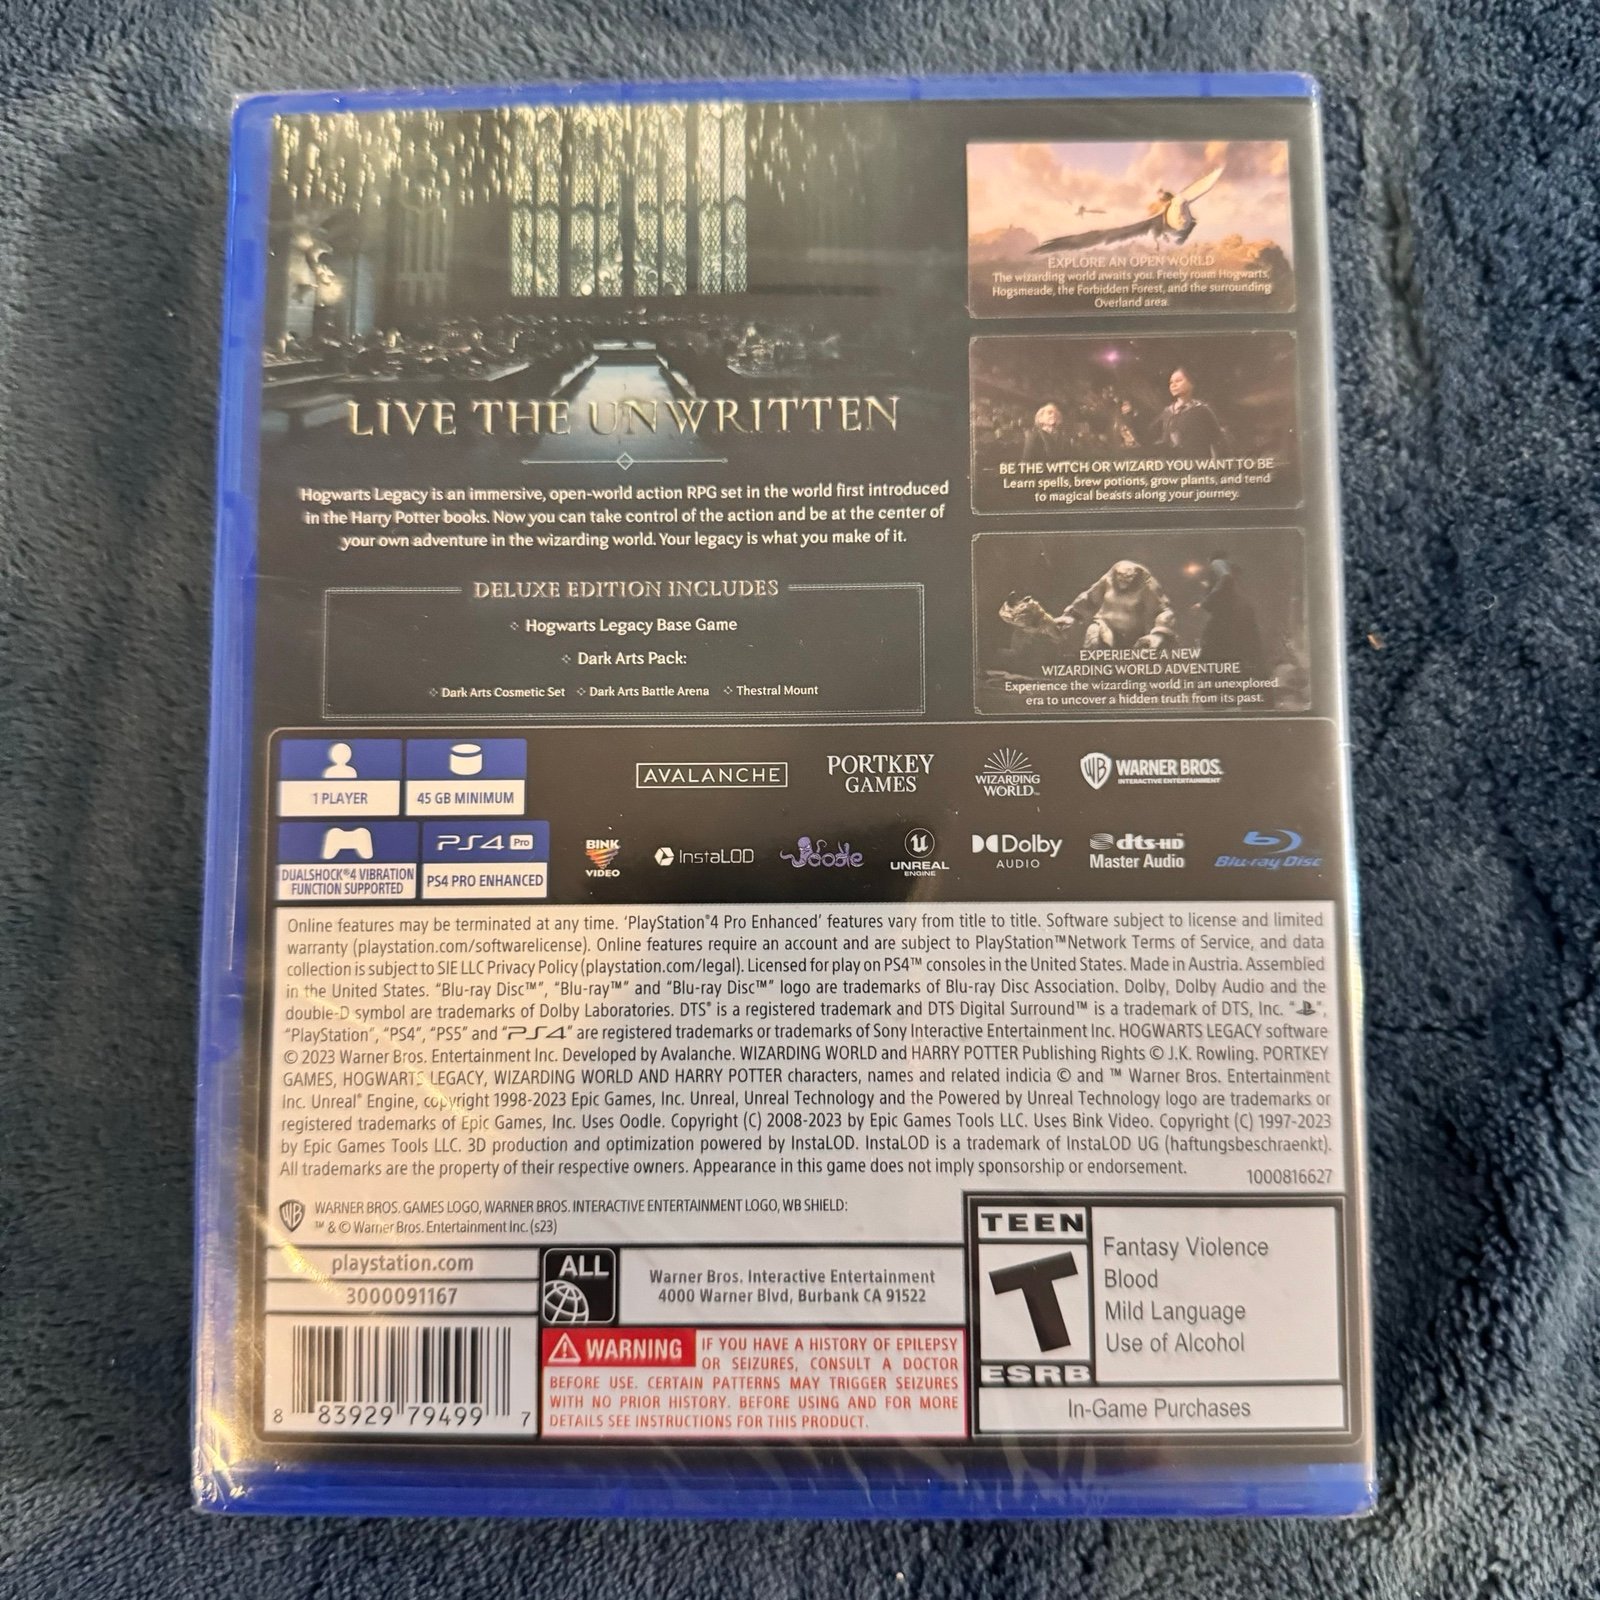 LIVE THE UNWRITTEN
Hogwarts Legacy is an immersive, open-world action RPG set in the world first introduced
in the Harry Potter books. Now you can take control of the action and be at the center of
your own adventure in the wizarding world. Your legacy is what you make of it.
DELUXE EDITION INCLUDES
Hogwarts Legacy Base Game
Dark Arts Pack:
Dark Arts Cosmetic Set
Dark Arts Battle Arena
Thestral Mount
EXPLORE AN OPEN WORLD
The wizarding world awaits you. Freely roam Hogwarts,
Hogsmeade, the Forbidden Forest, and the surrounding
Overland area.
BE THE WITCH OR WIZARD YOU WANT TO BE
Learn spells, brew potions, grow plants, and tend
to magical beasts along your journey.
EXPERIENCE A NEW
WIZARDING WORLD ADVENTURE
Experience the wizarding world in an unexplored
era to uncover a hidden truth from its past.
1 PLAYER
45 GB MINIMUM
AVALANCHE
PORTKEY
GAMES
WIZARDING
WORLD™
WB
WARNER BROS.
INTERACTIVE ENTERTAINMENT
DUALSHOCK®4 VIBRATION
FUNCTION SUPPORTED
PS4 Pro
PS4 PRO ENHANCED
BINK
VIDEO
InstaLOD
Oodle
UNREAL
ENGINE
Dolby
AUDIO
dts-HD™
Master Audio
Blu-ray Disc
Online features may be terminated at any time. ‘PlayStation®4 Pro Enhanced’ features vary from title to title. Software subject to license and limited
warranty (playstation.com/softwarelicense). Online features require an account and are subject to PlayStation™Network Terms of Service, and data
collection is subject to SIE LLC Privacy Policy (playstation.com/legal). Licensed for play on PS4™ consoles in the United States. Made in Austria. Assembled
in the United States. “Blu-ray Disc™”, “Blu-ray™” and “Blu-ray Disc™” logo are trademarks of Blu-ray Disc Association. Dolby, Dolby Audio and the
double-D symbol are trademarks of Dolby Laboratories. DTS® is a registered trademark and DTS Digital Surround™ is a trademark of DTS, Inc. “ ”,
“PlayStation”, “PS4”, “PS5” and “PS4” are registered trademarks or trademarks of Sony Interactive Entertainment Inc. HOGWARTS LEGACY software
© 2023 Warner Bros. Entertainment Inc. Developed by Avalanche. WIZARDING WORLD and HARRY POTTER Publishing Rights © J.K. Rowling. PORTKEY
GAMES, HOGWARTS LEGACY, WIZARDING WORLD AND HARRY POTTER characters, names and related indicia © and ™ Warner Bros. Entertainment
Inc. Unreal® Engine, copyright 1998-2023 Epic Games, Inc. Unreal, Unreal Technology and the Powered by Unreal Technology logo are trademarks or
registered trademarks of Epic Games, Inc. Uses Oodle. Copyright (C) 2008-2023 by Epic Games Tools LLC. Uses Bink Video. Copyright (C) 1997-2023
by Epic Games Tools LLC. 3D production and optimization powered by InstaLOD. InstaLOD is a trademark of InstaLOD UG (haftungsbeschraenkt).
All trademarks are the property of their respective owners. Appearance in this game does not imply sponsorship or endorsement.
1000816627
WB
WARNER BROS. GAMES LOGO, WARNER BROS. INTERACTIVE ENTERTAINMENT LOGO, WB SHIELD:
™ & © Warner Bros. Entertainment Inc. (s23)
playstation.com
3000091167
8 83929 79499 7
ALL
Warner Bros. Interactive Entertainment
4000 Warner Blvd, Burbank CA 91522
WARNING
IF YOU HAVE A HISTORY OF EPILEPSY
OR SEIZURES, CONSULT A DOCTOR
BEFORE USE. CERTAIN PATTERNS MAY TRIGGER SEIZURES
WITH NO PRIOR HISTORY. BEFORE USING AND FOR MORE
DETAILS SEE INSTRUCTIONS FOR THIS PRODUCT.
TEEN
T
ESRB
Fantasy Violence
Blood
Mild Language
Use of Alcohol
In-Game Purchases